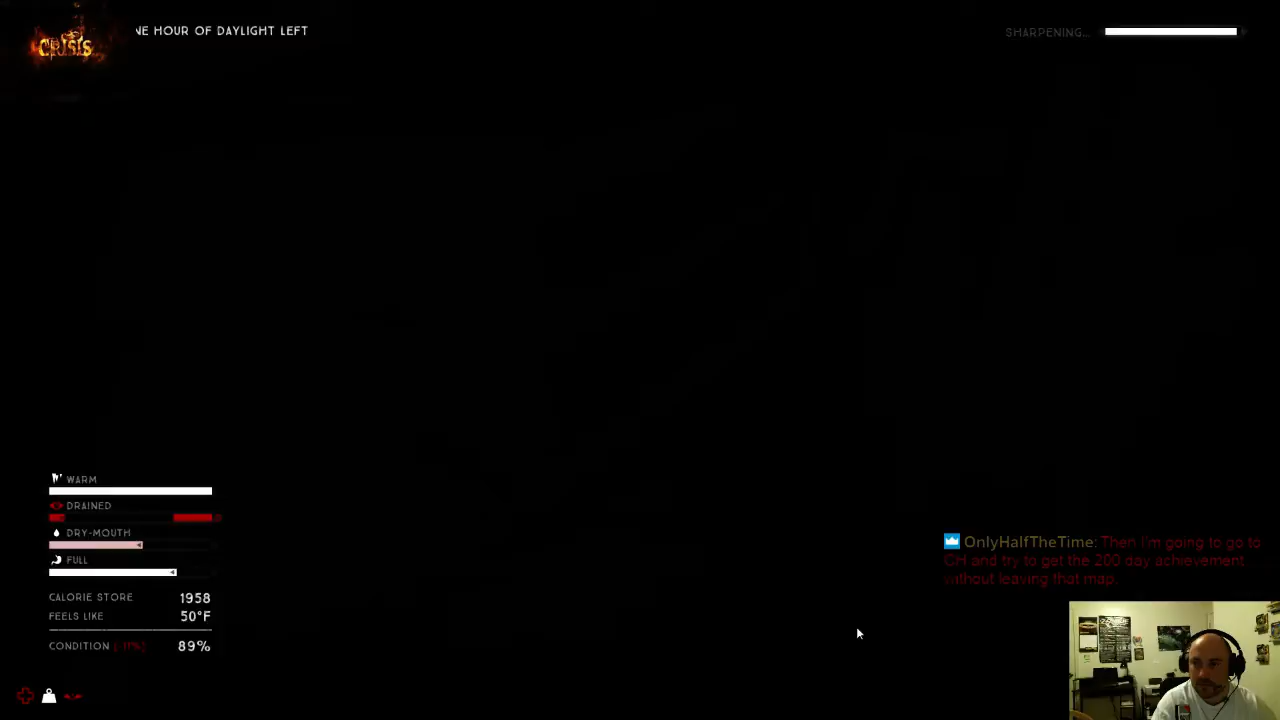 CRISIS
NE HOUR OF DAYLIGHT LEFT
SHARPENING...
WARM
DRAINED
DRY-MOUTH
FULL
CALORIE STORE 1958
FEELS LIKE 50°F
CONDITION (-11%) 89%
OnlyHalfTheTime: Then I'm going to go to
CH and try to get the 200 day achievement
without leaving that map.